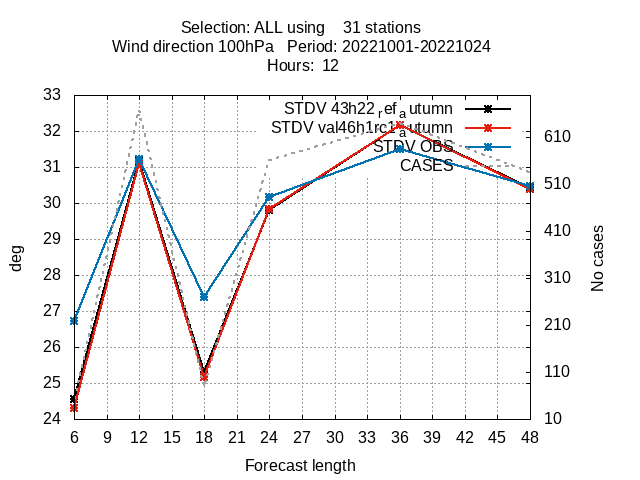 Selection: ALL using 31 stations
Wind direction 100hPa Period: 20221001-20221024
Hours: 12
STDV 43h22_ref_autumn
STDV val46h1rc1_autumn
STDV OBS
CASES
33
32
31
30
29
28
27
26
25
24
deg
610
510
410
310
210
110
10
No cases
6 9 12 15 18 21 24 27 30 33 36 39 42 45 48
Forecast length